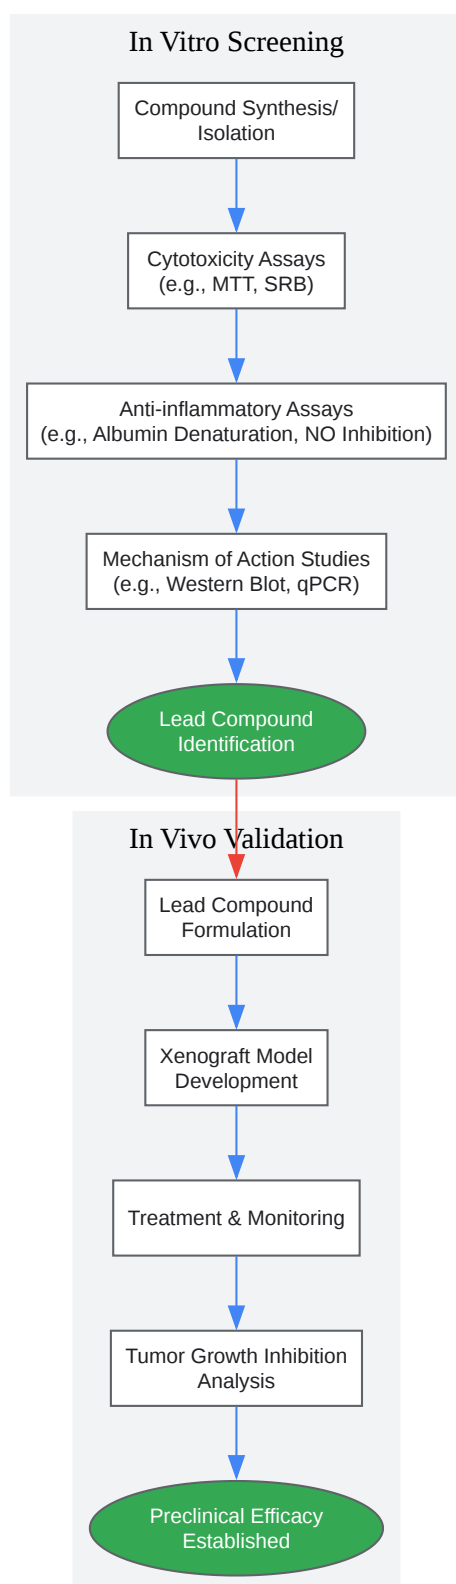 In Vitro Screening
Compound Synthesis/
Isolation
Cytotoxicity Assays
(e.g., MTT, SRB)
Anti-inflammatory Assays
(e.g., Albumin Denaturation, NO Inhibition)
Mechanism of Action Studies
(e.g., Western Blot, qPCR)
Lead Compound
Identification
In Vivo Validation
Lead Compound
Formulation
Xenograft Model
Development
Treatment & Monitoring
Tumor Growth Inhibition
Analysis
Preclinical Efficacy
Established